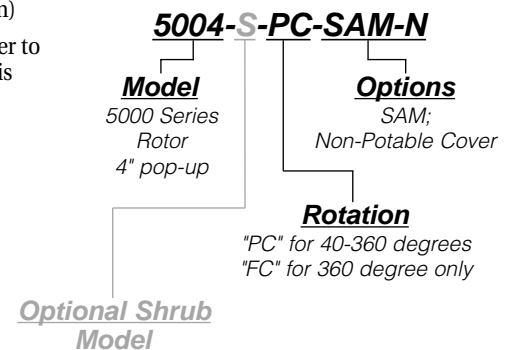 n)
er to
is
5004-S-PC-SAM-N
Model
5000 Series
Rotor
4" pop-up
Options
SAM;
Non-Potable Cover
Rotation
"PC" for 40-360 degrees
"FC" for 360 degree only
Optional Shrub
Model